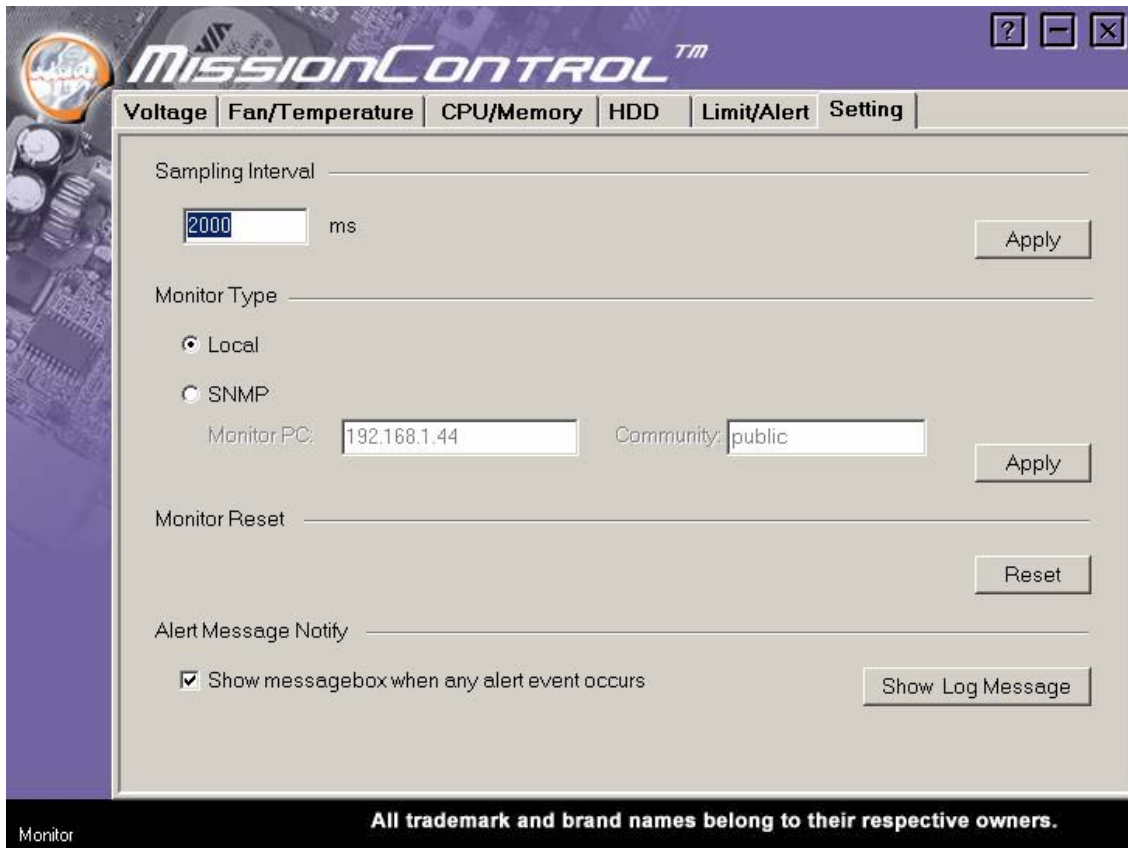 MissionControl™
Voltage Fan/Temperature CPU/Memory HDD Limit/Alert Setting
Sampling Interval
2000 ms
Apply
Monitor Type
Local
SNMP
Monitor PC: 192.168.1.44 Community: public
Apply
Monitor Reset
Reset
Alert Message Notify
Show messagebox when any alert event occurs
Show Log Message
Monitor
All trademark and brand names belong to their respective owners.